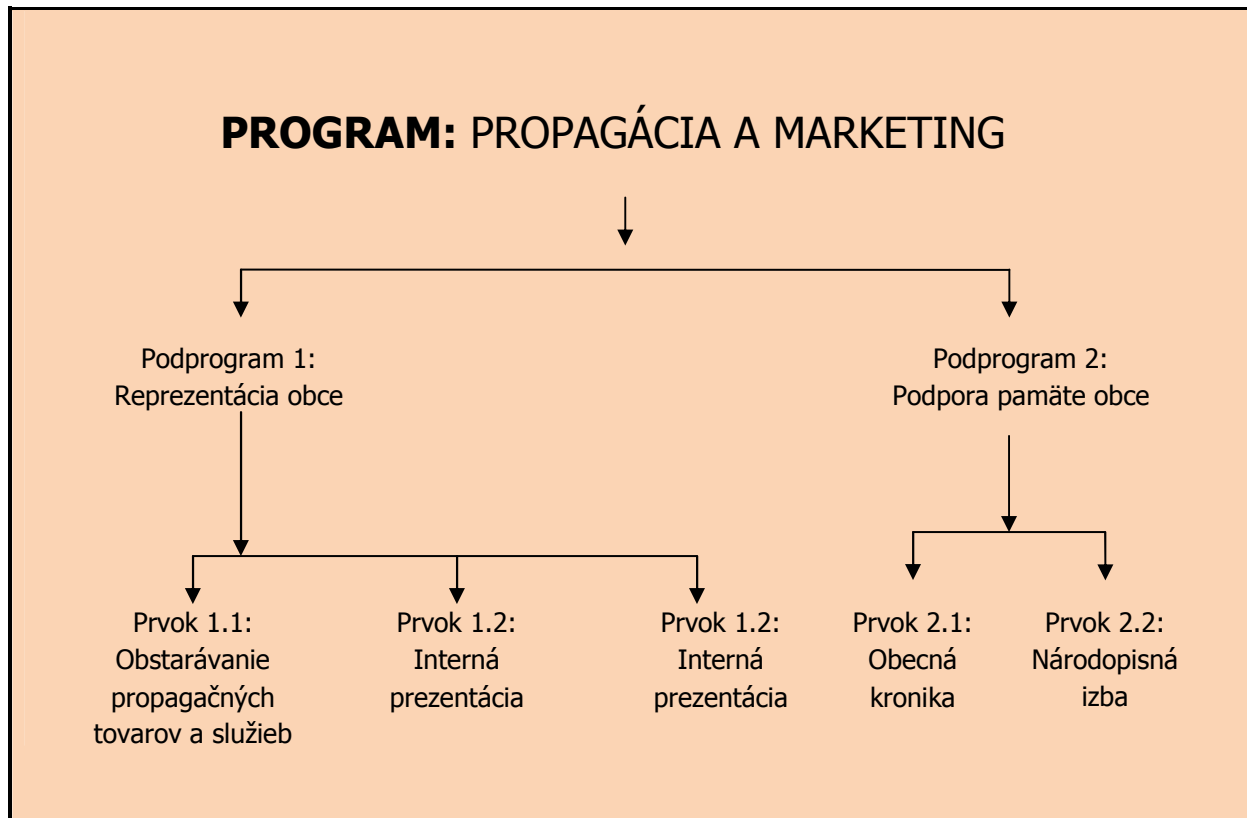 PROGRAM: PROPAGÁCIA A MARKETING
Podprogram 1:
Reprezentácia obce
Podprogram 2:
Podpora pamäte obce
Prvok 1.1:
Obstarávanie
propagačných
tovarov a služieb
Prvok 1.2:
Interná
prezentácia
Prvok 1.2:
Interná
prezentácia
Prvok 2.1:
Obecná
kronika
Prvok 2.2:
Národopisná
izba